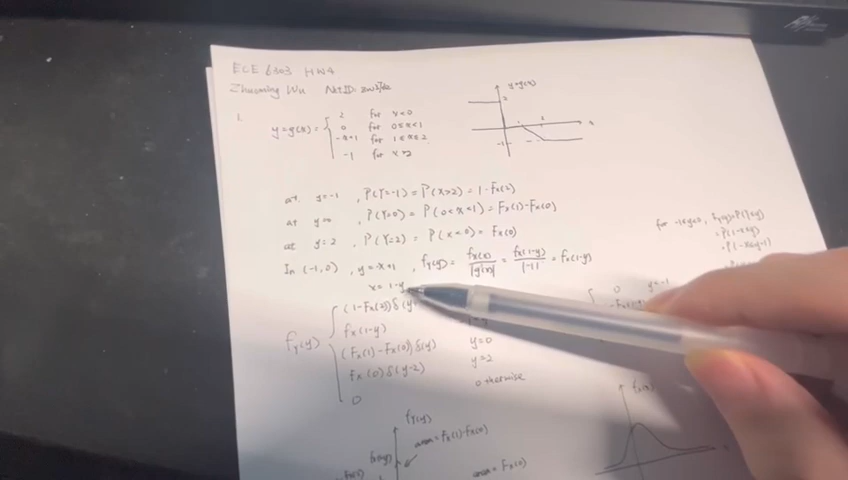 ECE 6303 HW4
Zhuoming Wu NetID:
1.
y=g(x)= { 2 for x<0
0 for 0≤x<1
-x+1 for 1≤x≤2
-1 for x>2
y=g(x)
2
x
-1
at y=-1 , P(Y=-1) = P(x>2) = 1-Fx(2)
at y=0 , P(Y=0) = P(0<x<1) = Fx(1)-Fx(0)
at y=2 , P(Y=2) = P(x<0) = Fx(0)
In (-1,0) , y=-x+1 , fY(y) = fx(x) / |g'(x)| = fx(1-y) / |-1| = fx(1-y)
x = 1-y
fY(y) { (1-Fx(2))δ(y
fx(1-y)
(Fx(1)-Fx(0))δ(y) y=0
Fx(0)δ(y-2) y=2
0 otherwise
for -1<y<0,
=P(1-x<y)
0 y<-1
fY(y)
area = Fx(1)-Fx(0)
area = Fx(0)
fx(x)